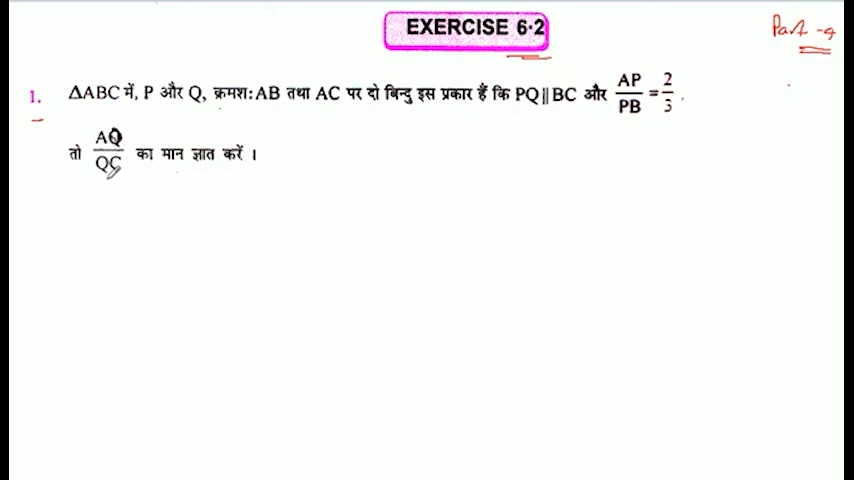 EXERCISE 6·2
Part -4
1. ΔABC में, P और Q, क्रमश: AB तथा AC पर दो बिन्दु इस प्रकार हैं कि PQ || BC और AP/PB = 2/3,
तो AQ/QC का मान ज्ञात करें ।